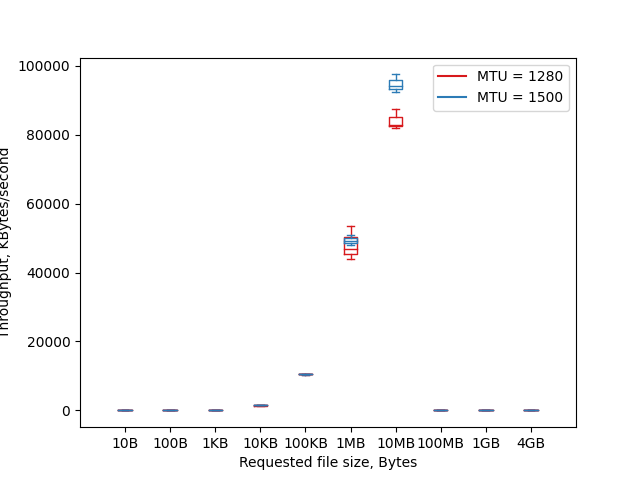 100000
80000
60000
40000
20000
0
Throughput, KBytes/second
MTU = 1280
MTU = 1500
10B 100B 1KB 10KB 100KB 1MB 10MB 100MB 1GB 4GB
Requested file size, Bytes